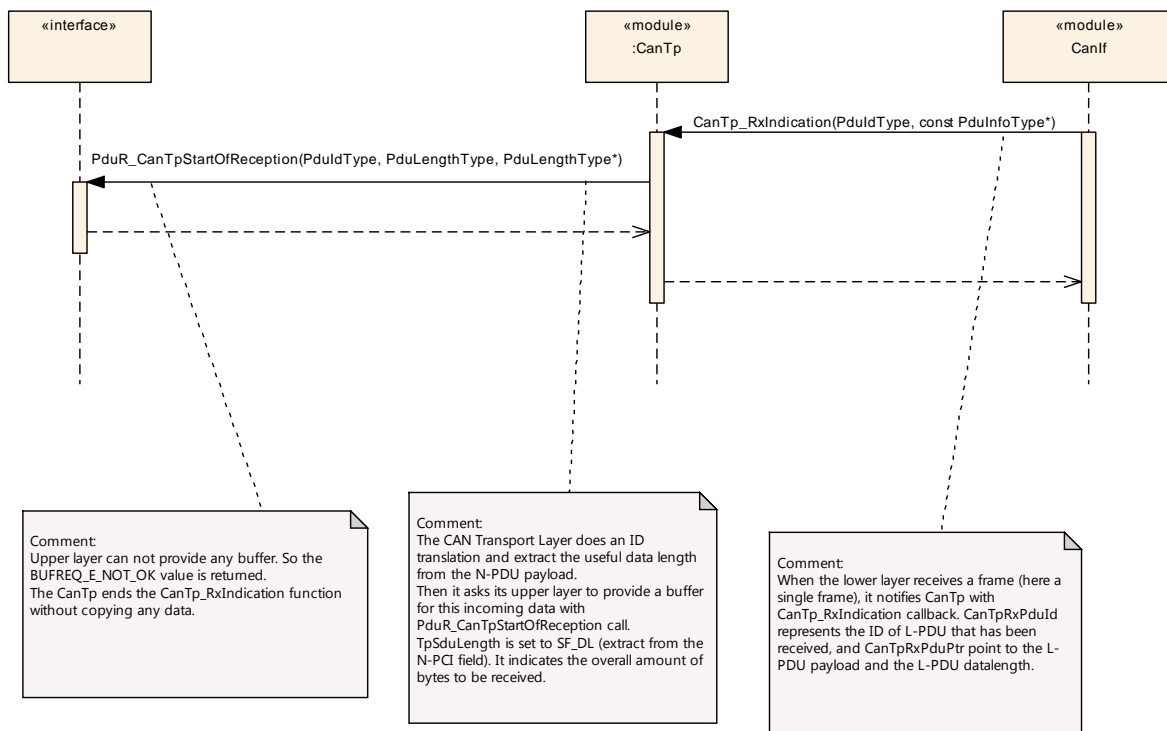 «interface»
«module»
:CanTp
«module»
CanIf
CanTp_RxIndication(PduIdType, const PduInfoType*)
PduR_CanTpStartOfReception(PduIdType, PduLengthType, PduLengthType*)
Comment:
Upper layer can not provide any buffer. So the
BUFREQ_E_NOT_OK value is returned.
The CanTp ends the CanTp_RxIndication function
without copying any data.
Comment:
The CAN Transport Layer does an ID
translation and extract the useful data length
from the N-PDU payload.
Then it asks its upper layer to provide a buffer
for this incoming data with
PduR_CanTpStartOfReception call.
TpSduLength is set to SF_DL (extract from the
N-PCI field). It indicates the overall amount of
bytes to be received.
Comment:
When the lower layer receives a frame (here a
single frame), it notifies CanTp with
CanTp_RxIndication callback. CanTpRxPduId
represents the ID of L-PDU that has been
received, and CanTpRxPduPtr point to the L-
PDU payload and the L-PDU datalength.